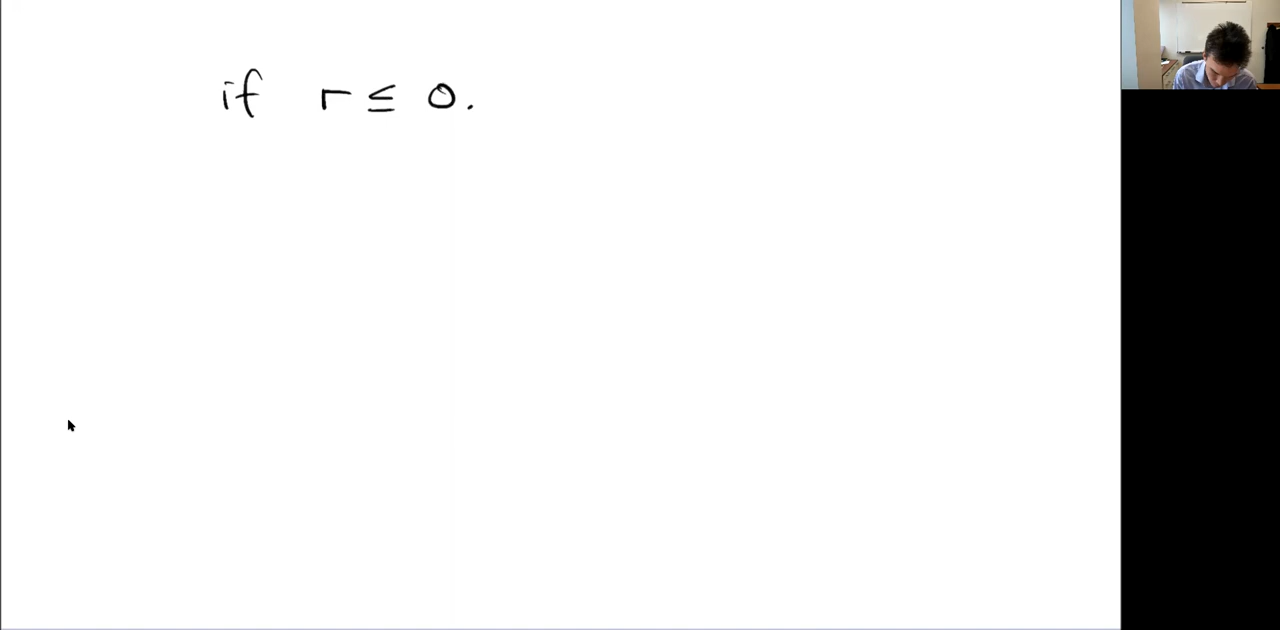 if r ≤ 0.